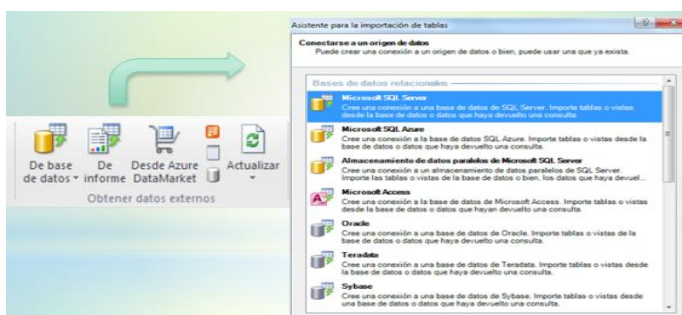 Asistente para la importación de tablas
Conectarse a un origen de datos
Puede crear una conexión a un origen de datos o bien, puede usar una que ya exista.
Bases de datos relacionales
Microsoft SQL Server
Cree una conexión a una base de datos de SQL Server. Importe tablas o vistas
desde la base de datos o datos que haya devuelto una consulta.
Microsoft SQL Azure
Cree una conexión a la base de datos SQL Azure. Importe tablas o vistas desde la
base de datos o datos que haya devuelto una consulta.
Almacenamiento de datos paralelos de Microsoft SQL Server
Cree una conexión a un almacenamiento de datos paralelos de SQL Server.
Importe las tablas o vistas de la base de datos o bien, los datos que haya devuel...
Microsoft Access
Cree una conexión a la base de datos de Microsoft Access. Importe tablas o vistas
desde la base de datos o datos que hayan devuelto una consulta.
Oracle
Cree una conexión a una base de datos de Oracle. Importe tablas o vistas de la
base de datos o datos que haya devuelto una consulta.
Teradata
Cree una conexión a una base de datos de Teradata. Importe tablas o vistas desde
la base de datos o datos que haya devuelto una consulta.
Sybase
Cree una conexión a una base de datos de Sybase. Importe tablas o vistas desde
una base de datos o datos que haya devuelto una consulta.
De base
de datos
De
informe
Desde Azure
DataMarket
Actualizar
Obtener datos externos